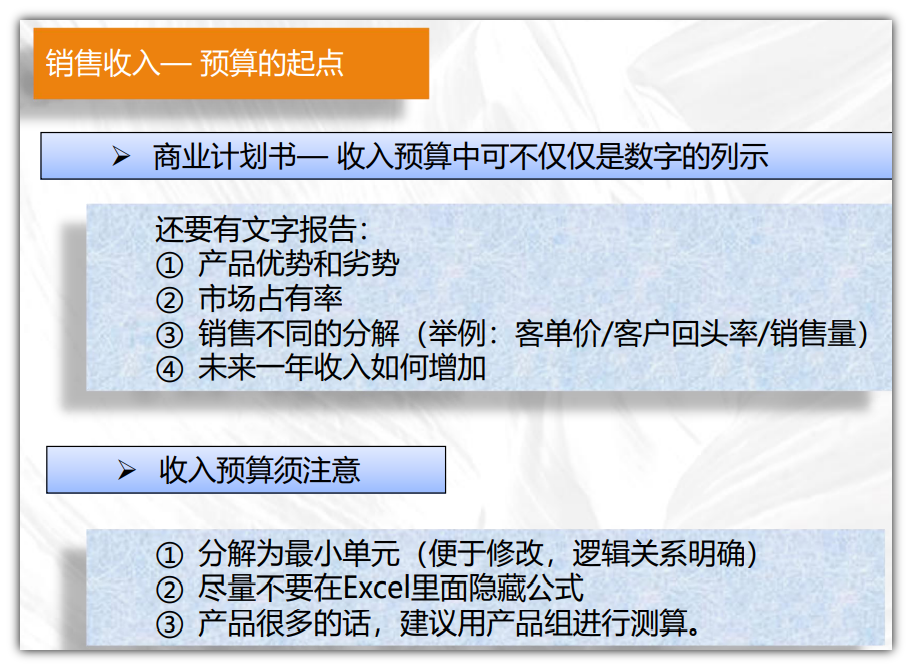 销售收入— 预算的起点
➢ 商业计划书— 收入预算中可不仅仅是数字的列示
还要有文字报告：
① 产品优势和劣势
② 市场占有率
③ 销售不同的分解（举例：客单价/客户回头率/销售量）
④ 未来一年收入如何增加
➢ 收入预算须注意
① 分解为最小单元（便于修改，逻辑关系明确）
② 尽量不要在Excel里面隐藏公式
③ 产品很多的话，建议用产品组进行测算。